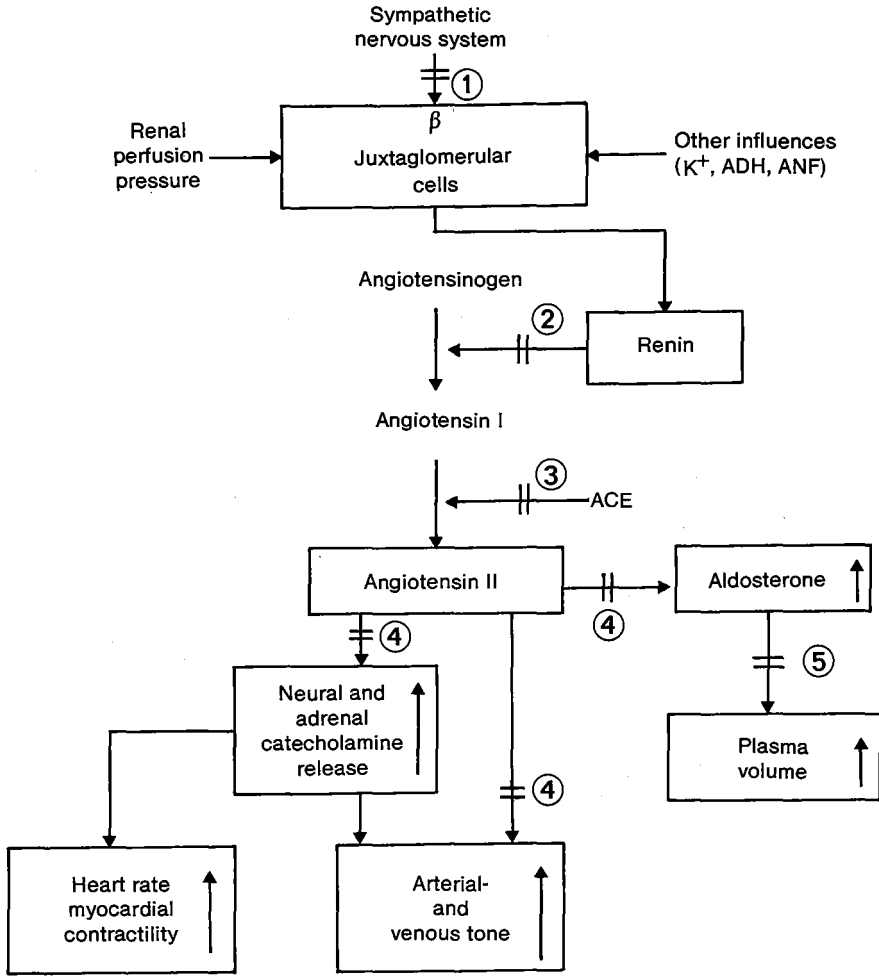 Sympathetic
nervous system
①
β
Juxtaglomerular
cells
Renal
perfusion
pressure
Other influences
(K⁺, ADH, ANF)
Angiotensinogen
②
Renin
Angiotensin I
③
ACE
Angiotensin II
④
Aldosterone
④
④
⑤
Neural and
adrenal
catecholamine
release
Plasma
volume
Heart rate
myocardial
contractility
Arterial-
and
venous tone